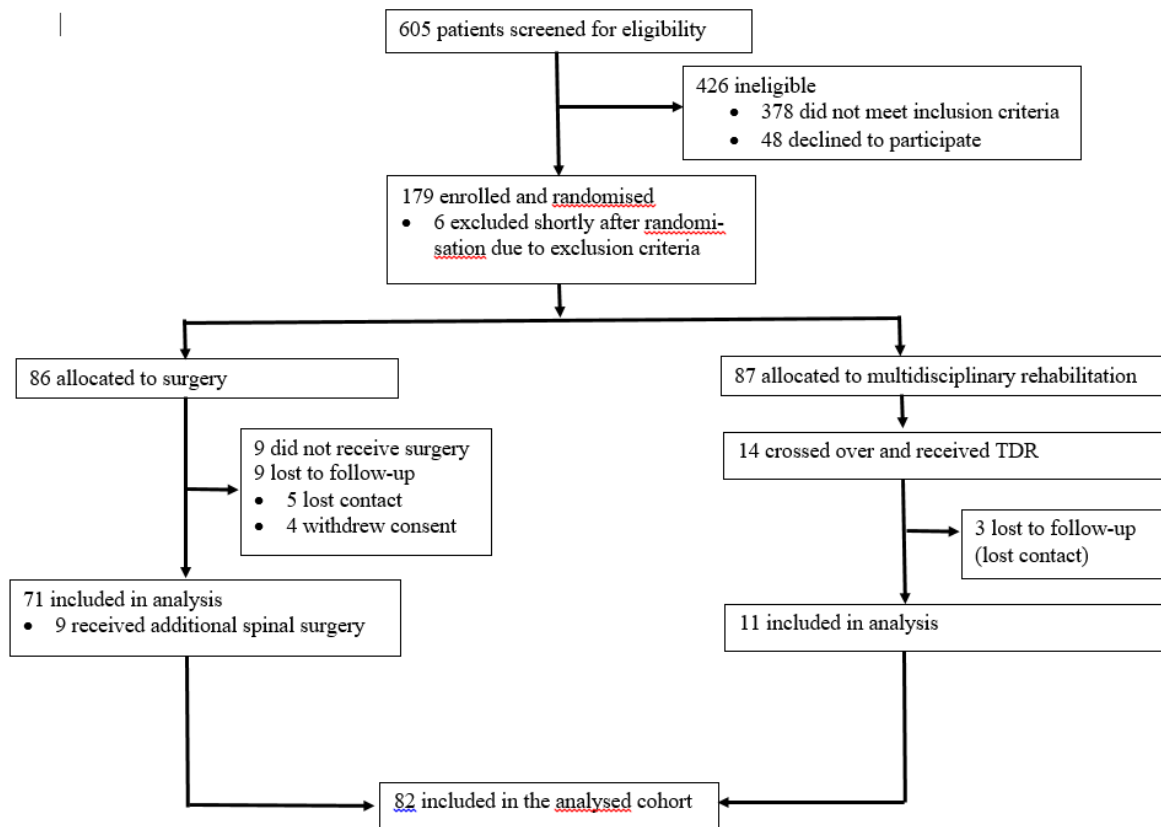 605 patients screened for eligibility
426 ineligible
• 378 did not meet inclusion criteria
• 48 declined to participate
179 enrolled and randomised
• 6 excluded shortly after randomi-
sation due to exclusion criteria
86 allocated to surgery
87 allocated to multidisciplinary rehabilitation
9 did not receive surgery
9 lost to follow-up
• 5 lost contact
• 4 withdrew consent
14 crossed over and received TDR
3 lost to follow-up
(lost contact)
71 included in analysis
• 9 received additional spinal surgery
11 included in analysis
82 included in the analysed cohort